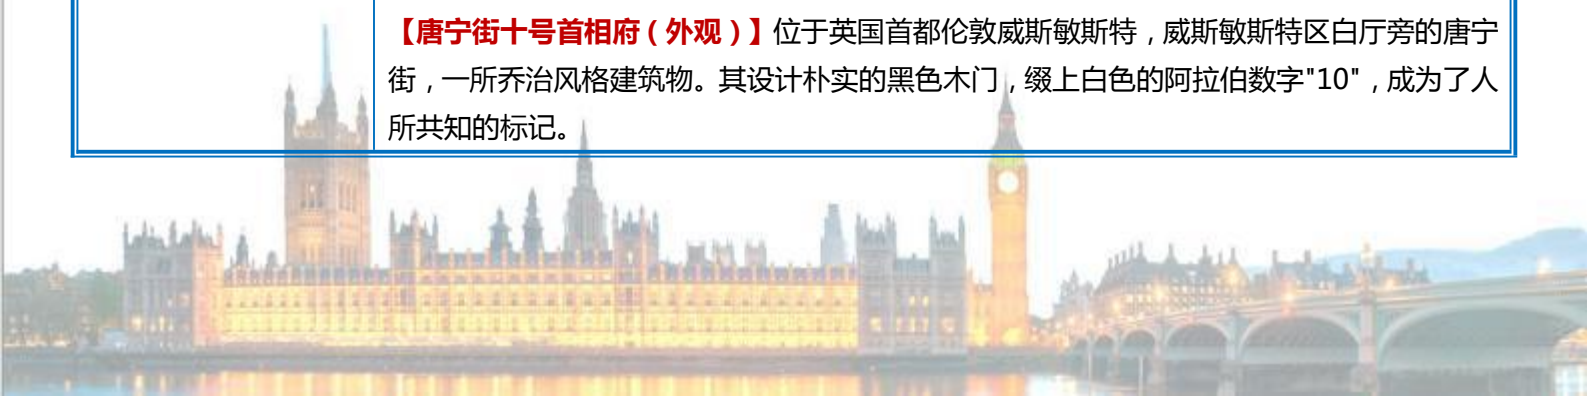 【唐宁街十号首相府（外观）】位于英国首都伦敦威斯敏斯特，威斯敏斯特区白厅旁的唐宁
街，一所乔治风格建筑物。其设计朴实的黑色木门，缀上白色的阿拉伯数字"10"，成为了人
所共知的标记。